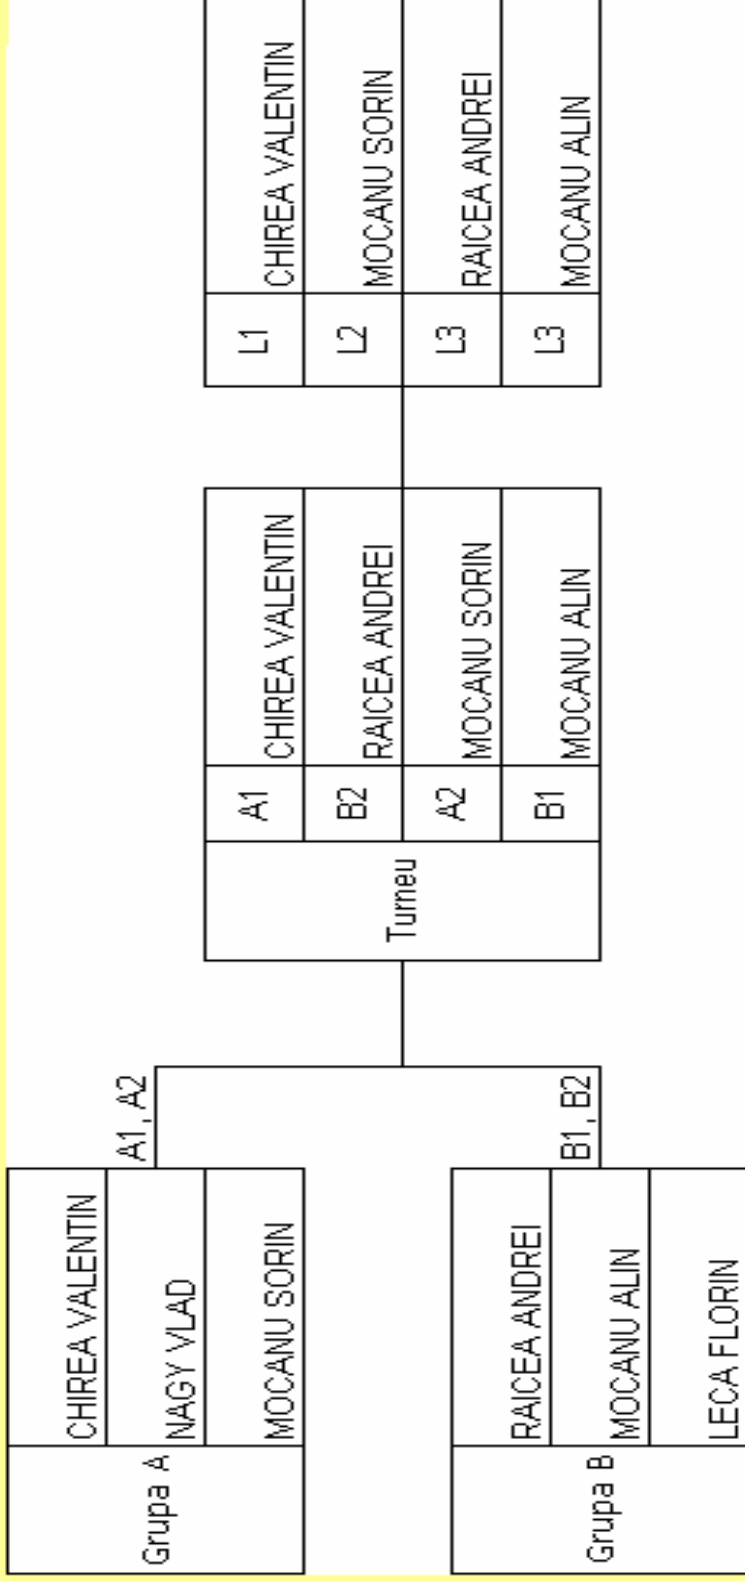 Grupa A
CHIREA VALENTIN
NAGY VLAD
MOCANU SORIN
A1, A2
Grupa B
RAICEA ANDREI
MOCANU ALIN
LECA FLORIN
B1, B2
Turneu
A1 CHIREA VALENTIN
B2 RAICEA ANDREI
A2 MOCANU SORIN
B1 MOCANU ALIN
L1 CHIREA VALENTIN
L2 MOCANU SORIN
L3 RAICEA ANDREI
L3 MOCANU ALIN